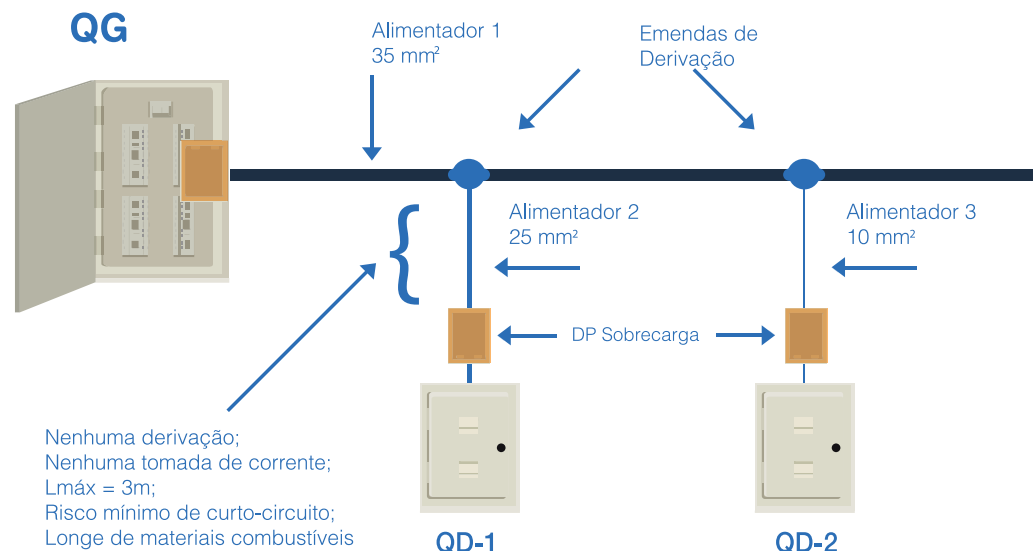 QG
Alimentador 1
35 mm²
Emendas de
Derivação
Alimentador 2
25 mm²
Alimentador 3
10 mm²
DP Sobrecarga
Nenhuma derivação;
Nenhuma tomada de corrente;
Lmáx = 3m;
Risco mínimo de curto-circuito;
Longe de materiais combustíveis
QD-1
QD-2